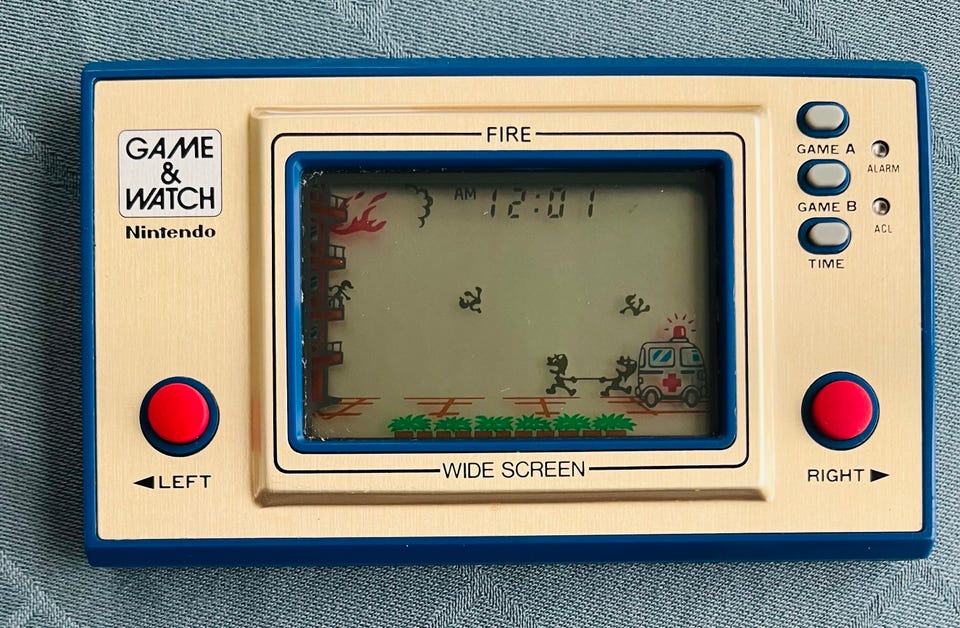 GAME
&
WATCH
Nintendo
FIRE
AM 12:01
GAME A
ALARM
GAME B
ACL
TIME
◀LEFT
RIGHT▶
WIDE SCREEN